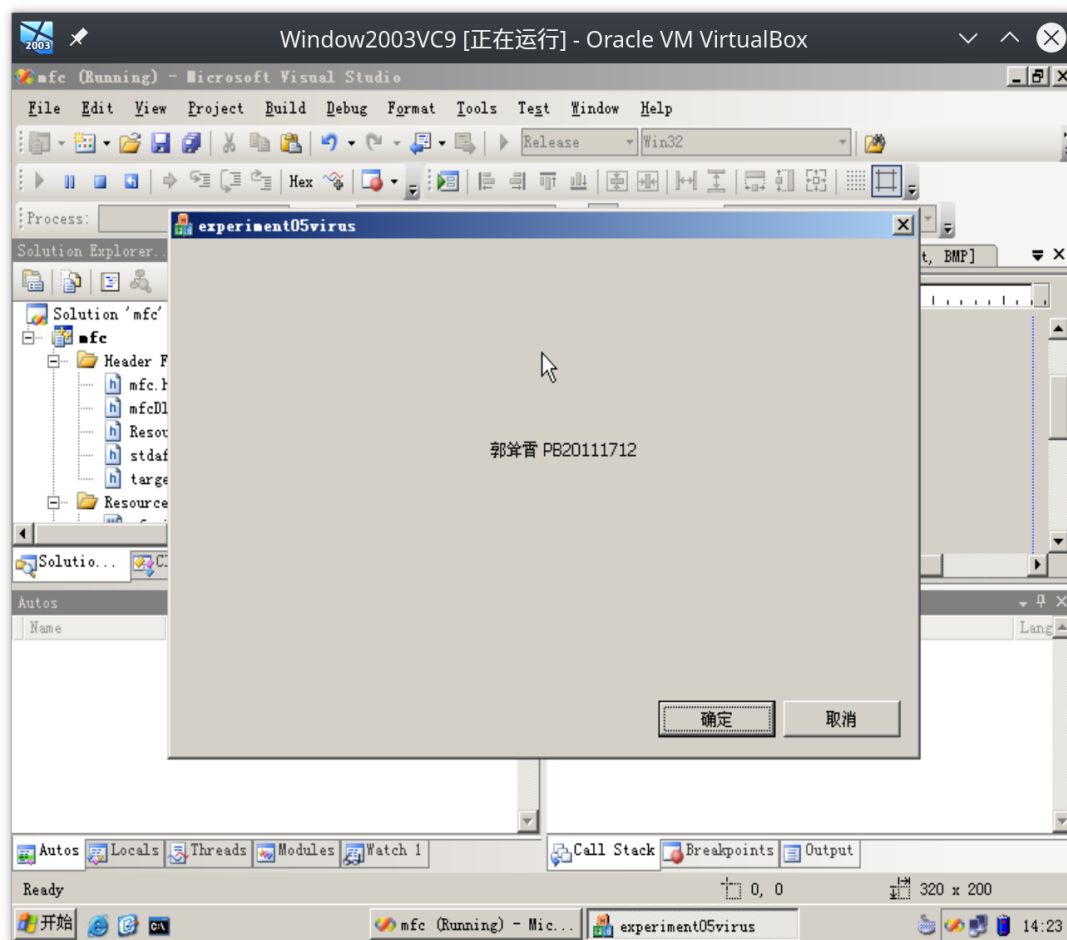 2003
Window2003VC9 [正在运行] - Oracle VM VirtualBox
mfc (Running) - Microsoft Visual Studio
File Edit View Project Build Debug Format Tools Test Window Help
Release Win32
Hex
Process:
experiment05virus
Solution Explorer...
t, BMP]
Solution 'mfc'
mfc
Header F
mfc.h
mfcDl
Resou
stdaf
targe
Resource
郭耸霄 PB20111712
Solutio... C
确定 取消
Autos
Name
Lang
Autos Locals Threads Modules Watch 1
Call Stack Breakpoints Output
Ready 0, 0 320 x 200
开始 mfc (Running) - Mic... experiment05virus 14:23